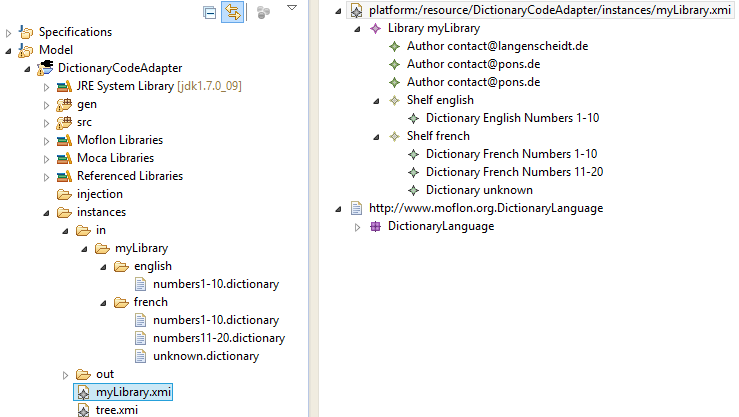 Specifications
Model
DictionaryCodeAdapter
JRE System Library [jdk1.7.0_09]
gen
src
Moflon Libraries
Moca Libraries
Referenced Libraries
injection
instances
in
myLibrary
english
numbers1-10.dictionary
french
numbers1-10.dictionary
numbers11-20.dictionary
unknown.dictionary
out
myLibrary.xmi
tree.xmi
platform:/resource/DictionaryCodeAdapter/instances/myLibrary.xmi
Library myLibrary
Author contact@langenscheidt.de
Author contact@pons.de
Author contact@pons.de
Shelf english
Dictionary English Numbers 1-10
Shelf french
Dictionary French Numbers 1-10
Dictionary French Numbers 11-20
Dictionary unknown
http://www.moflon.org.DictionaryLanguage
DictionaryLanguage